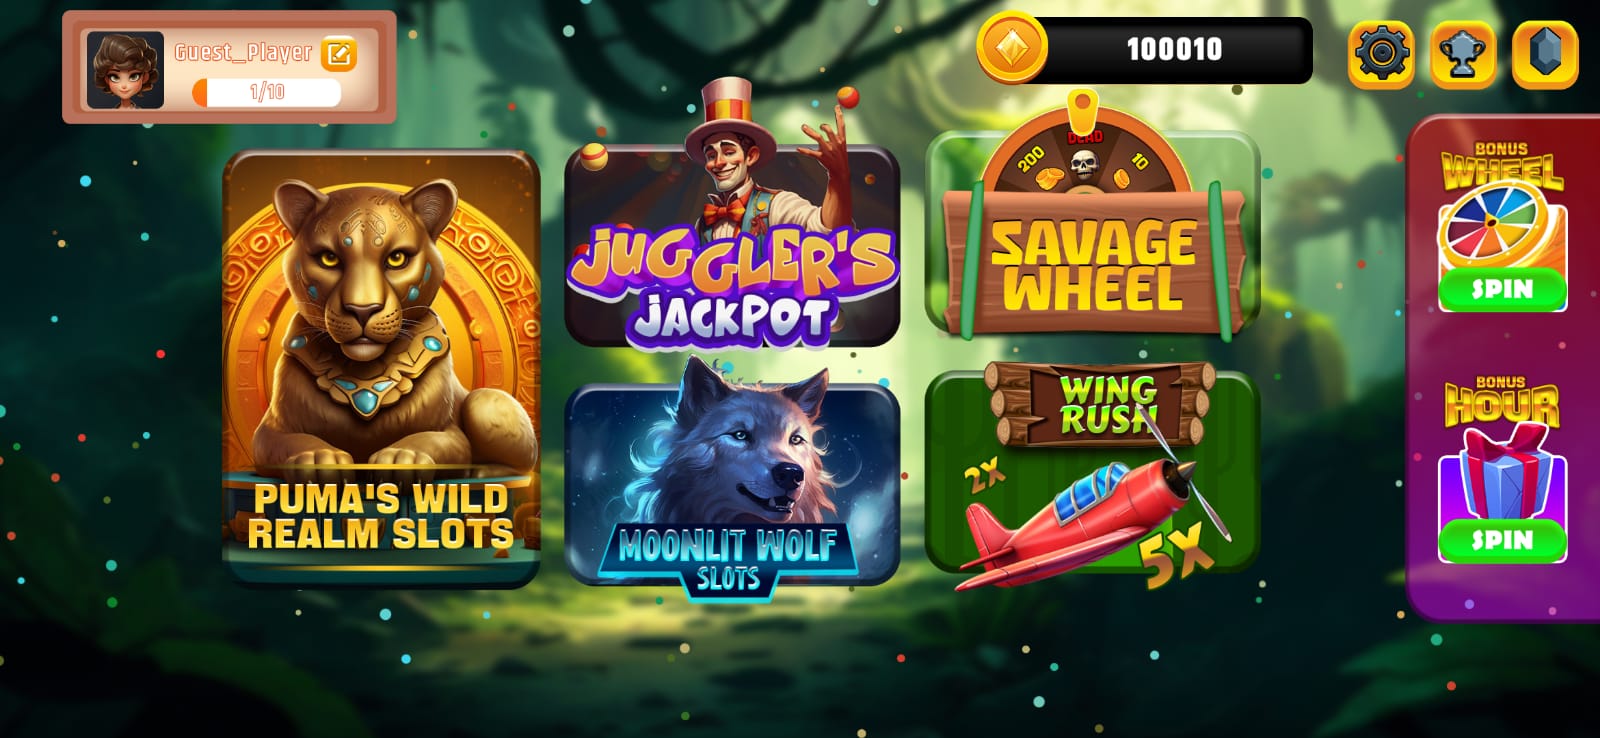 Guest_Player
1/10
100010
PUMA'S WILD
REALM SLOTS
JUGGLER'S
JACKPOT
MOONLIT WOLF
SLOTS
200
DEAD
10
SAVAGE
WHEEL
WING
RUSH
2X
5X
BONUS
WHEEL
SPIN
BONUS
HOUR
SPIN